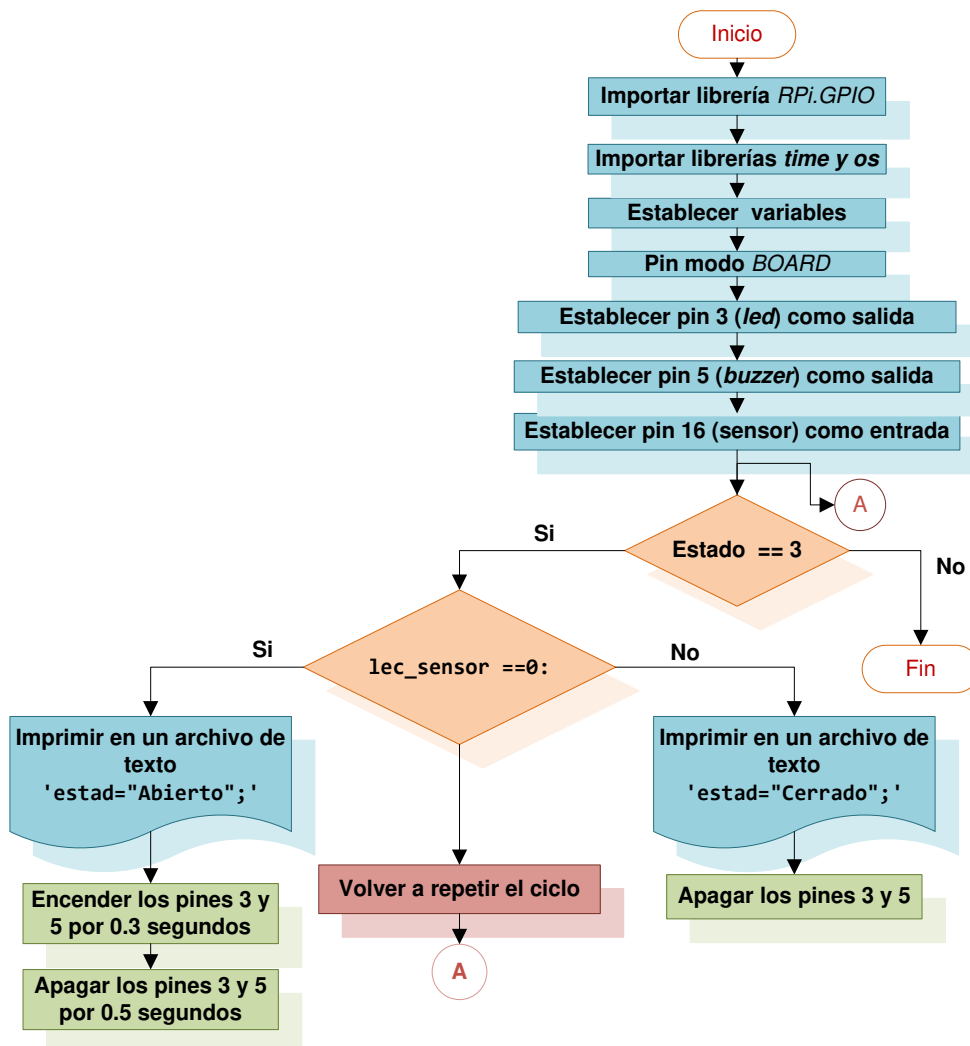 Inicio
Importar librería RPi.GPIO
Importar librerías time y os
Establecer variables
Pin modo BOARD
Establecer pin 3 (led) como salida
Establecer pin 5 (buzzer) como salida
Establecer pin 16 (sensor) como entrada
A
Estado == 3
Si
No
Fin
lec_sensor ==0:
Si
No
Imprimir en un archivo de
texto
'estad="Abierto";'
Encender los pines 3 y
5 por 0.3 segundos
Apagar los pines 3 y 5
por 0.5 segundos
Volver a repetir el ciclo
A
Imprimir en un archivo de
texto
'estad="Cerrado";'
Apagar los pines 3 y 5